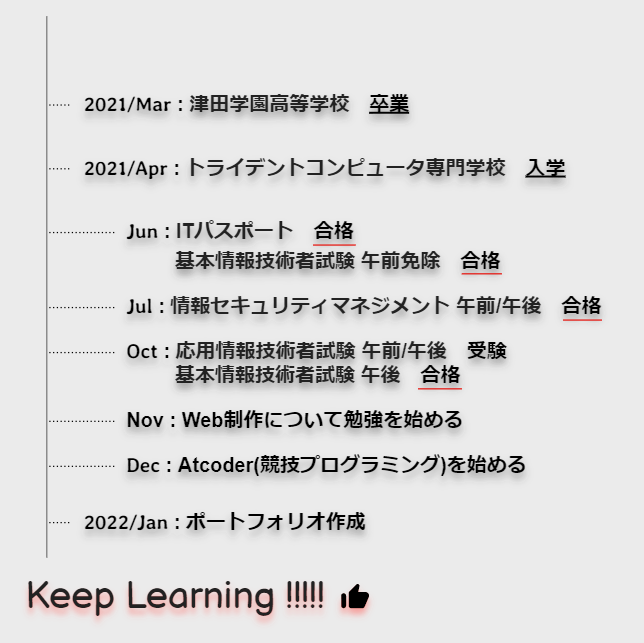 2021/Mar : 津田学園高等学校　卒業
2021/Apr : トライデントコンピュータ専門学校　入学
Jun : ITパスポート　合格
基本情報技術者試験 午前免除　合格
Jul : 情報セキュリティマネジメント 午前/午後　合格
Oct : 応用情報技術者試験 午前/午後　受験
基本情報技術者試験 午後　合格
Nov : Web制作について勉強を始める
Dec : Atcoder(競技プログラミング)を始める
2022/Jan : ポートフォリオ作成
Keep Learning !!!!!